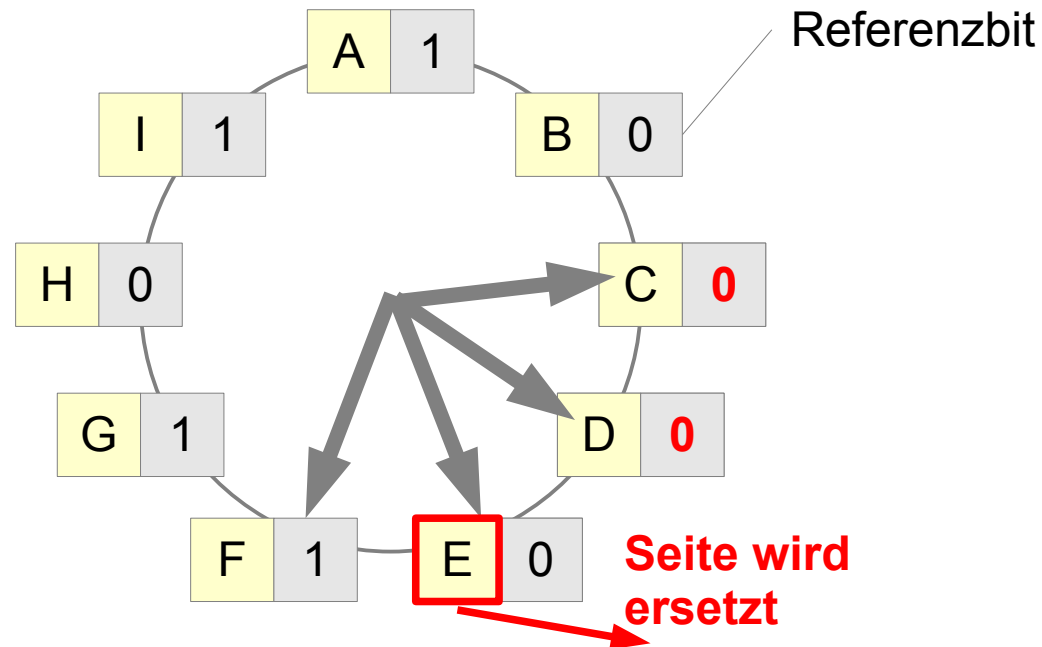 A 1
Referenzbit
I 1
B 0
H 0
C 0
G 1
D 0
F 1
E 0
Seite wird
ersetzt